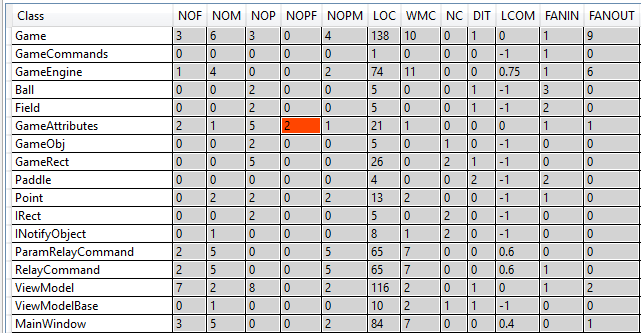 Class NOF NOM NOP NOPF NOPM LOC WMC NC DIT LCOM FANIN FANOUT
Game 3 6 3 0 4 138 10 0 1 0 1 9
GameCommands 0 0 0 0 0 1 0 0 0 -1 1 0
GameEngine 1 4 0 0 2 74 11 0 0 0.75 1 6
Ball 0 0 2 0 0 5 0 0 1 -1 3 0
Field 0 0 2 0 0 5 0 0 1 -1 2 0
GameAttributes 2 1 5 2 1 21 1 0 0 0 1 1
GameObj 0 0 2 0 0 5 0 1 0 -1 0 0
GameRect 0 0 5 0 0 26 0 2 1 -1 0 0
Paddle 0 0 0 0 0 4 0 0 2 -1 2 0
Point 0 2 2 0 2 13 2 0 0 -1 1 0
IRect 0 0 2 0 0 5 0 2 0 -1 0 0
INotifyObject 0 1 0 0 0 8 1 2 0 -1 0 0
ParamRelayCommand 2 5 0 0 5 65 7 0 0 0.6 0 0
RelayCommand 2 5 0 0 5 65 7 0 0 0.6 1 0
ViewModel 7 2 8 0 2 116 2 0 1 0 1 2
ViewModelBase 0 1 0 0 0 10 2 1 1 -1 0 0
MainWindow 3 5 0 0 2 84 7 0 0 0.4 0 1